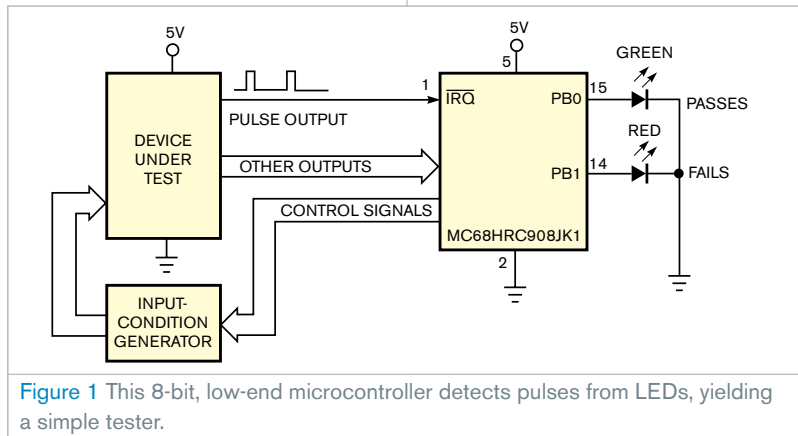 5V
5V
GREEN
5
1
IRQ
PB0
15
PASSES
PULSE OUTPUT
RED
DEVICE
UNDER
TEST
OTHER OUTPUTS
PB1
14
FAILS
CONTROL SIGNALS
MC68HRC908JK1
2
INPUT-
CONDITION
GENERATOR
Figure 1 This 8-bit, low-end microcontroller detects pulses from LEDs, yielding
a simple tester.